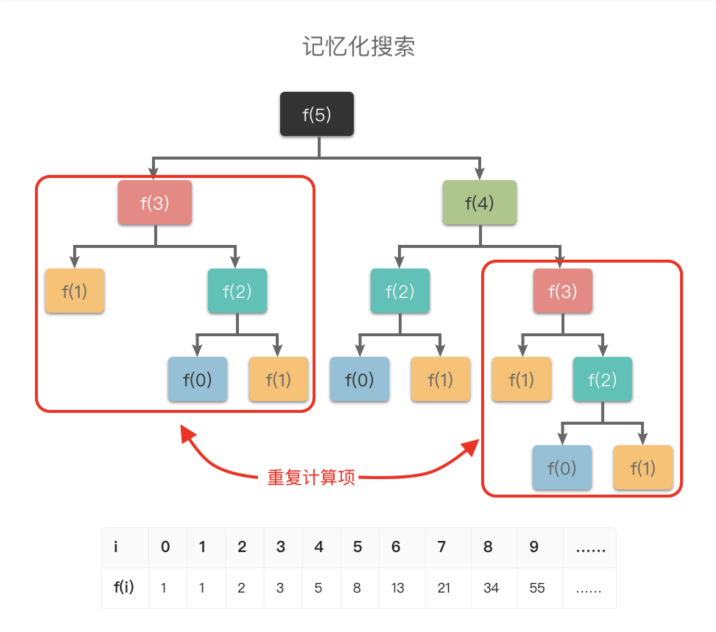 记忆化搜索
f(5)
f(3) f(4)
f(1) f(2) f(2) f(3)
f(0) f(1) f(0) f(1) f(1) f(2)
f(0) f(1)
重复计算项
i 0 1 2 3 4 5 6 7 8 9 ......
f(i) 1 1 2 3 5 8 13 21 34 55 ......